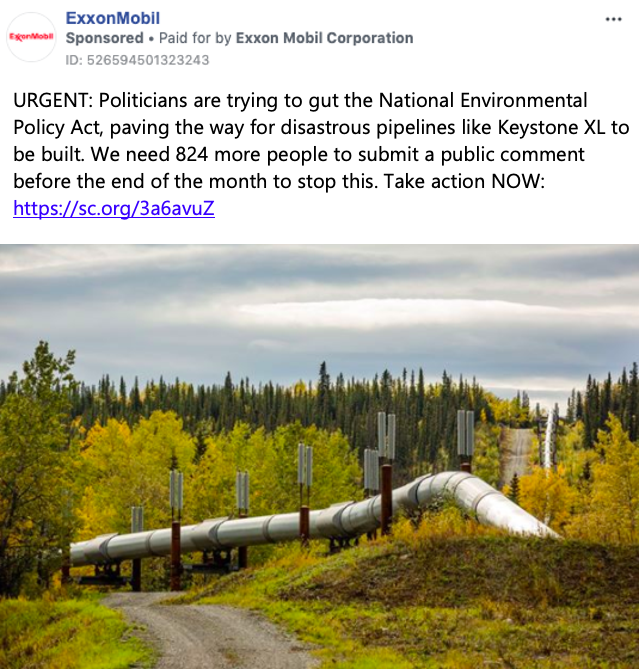 ExxonMobil
ExxonMobil
Sponsored • Paid for by Exxon Mobil Corporation
ID: 526594501323243
URGENT: Politicians are trying to gut the National Environmental
Policy Act, paving the way for disastrous pipelines like Keystone XL to
be built. We need 824 more people to submit a public comment
before the end of the month to stop this. Take action NOW:
https://sc.org/3a6avuZ